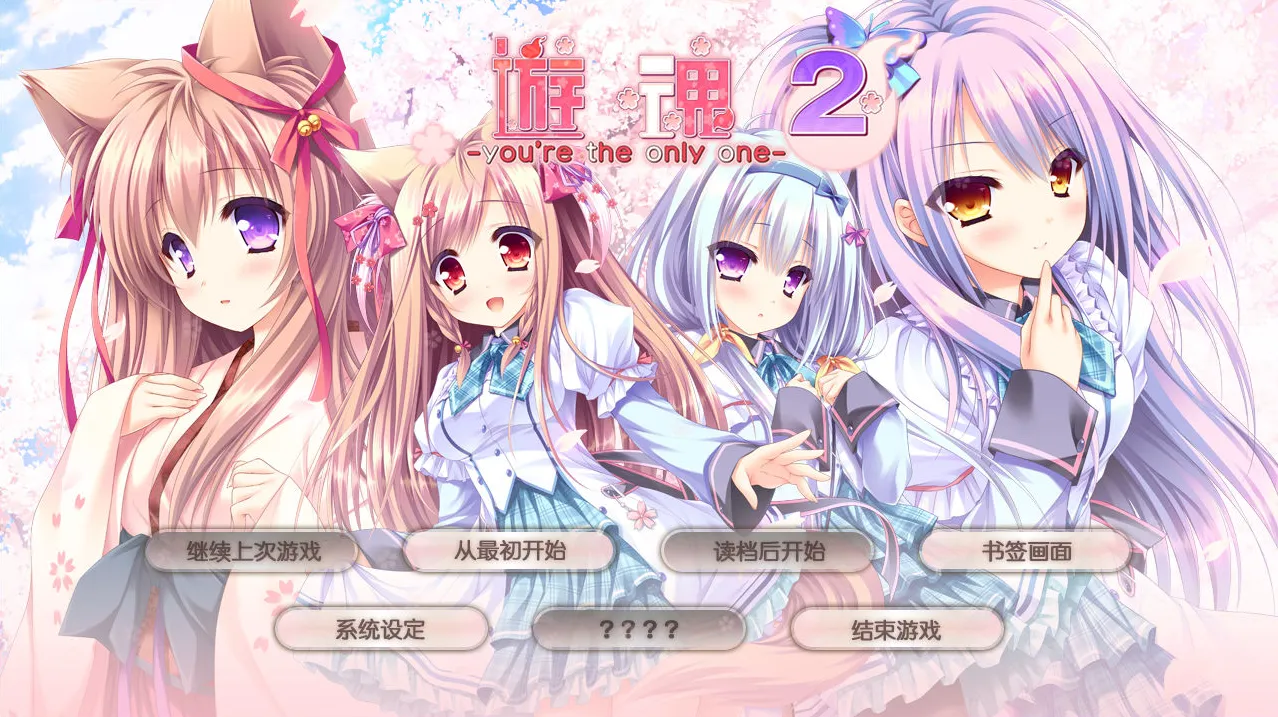 遊魂2
-you're the only one-
继续上次游戏 从最初开始 读档后开始 书签画面
系统设定 ???? 结束游戏